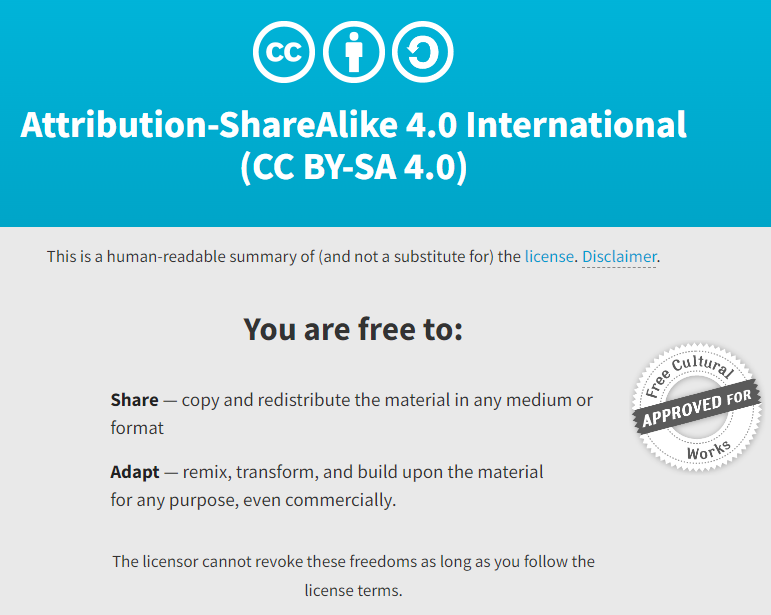 cc
Attribution-ShareAlike 4.0 International
(CC BY-SA 4.0)
This is a human-readable summary of (and not a substitute for) the license. Disclaimer.
You are free to:
Share — copy and redistribute the material in any medium or
format
Adapt — remix, transform, and build upon the material
for any purpose, even commercially.
Free Cultural
APPROVED FOR
Works
The licensor cannot revoke these freedoms as long as you follow the
license terms.